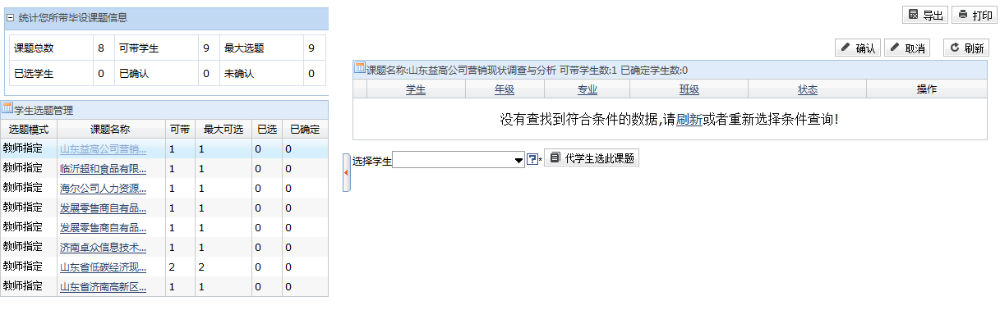 统计您所带毕设课题信息
课题总数 8 可带学生 9 最大选题 9
已选学生 0 已确认 0 未确认 0
学生选题管理
选题模式 课题名称 可带 最大可选 已选 已确定
教师指定 山东益高公司营销... 1 1 0 0
教师指定 临沂超和食品有限... 1 1 0 0
教师指定 海尔公司人力资源... 1 1 0 0
教师指定 发展零售商自有品... 1 1 0 0
教师指定 发展零售商自有品... 1 1 0 0
教师指定 济南卓众信息技术... 1 1 0 0
教师指定 山东省低碳经济现... 2 2 0 0
教师指定 山东省济南高新区... 1 1 0 0
导出 打印
确认 取消 刷新
课题名称:山东益高公司营销现状调查与分析 可带学生数:1 已确定学生数:0
学生 年级 专业 班级 状态 操作
没有查找到符合条件的数据,请刷新或者重新选择条件查询!
选择学生 ?* 代学生选此课题